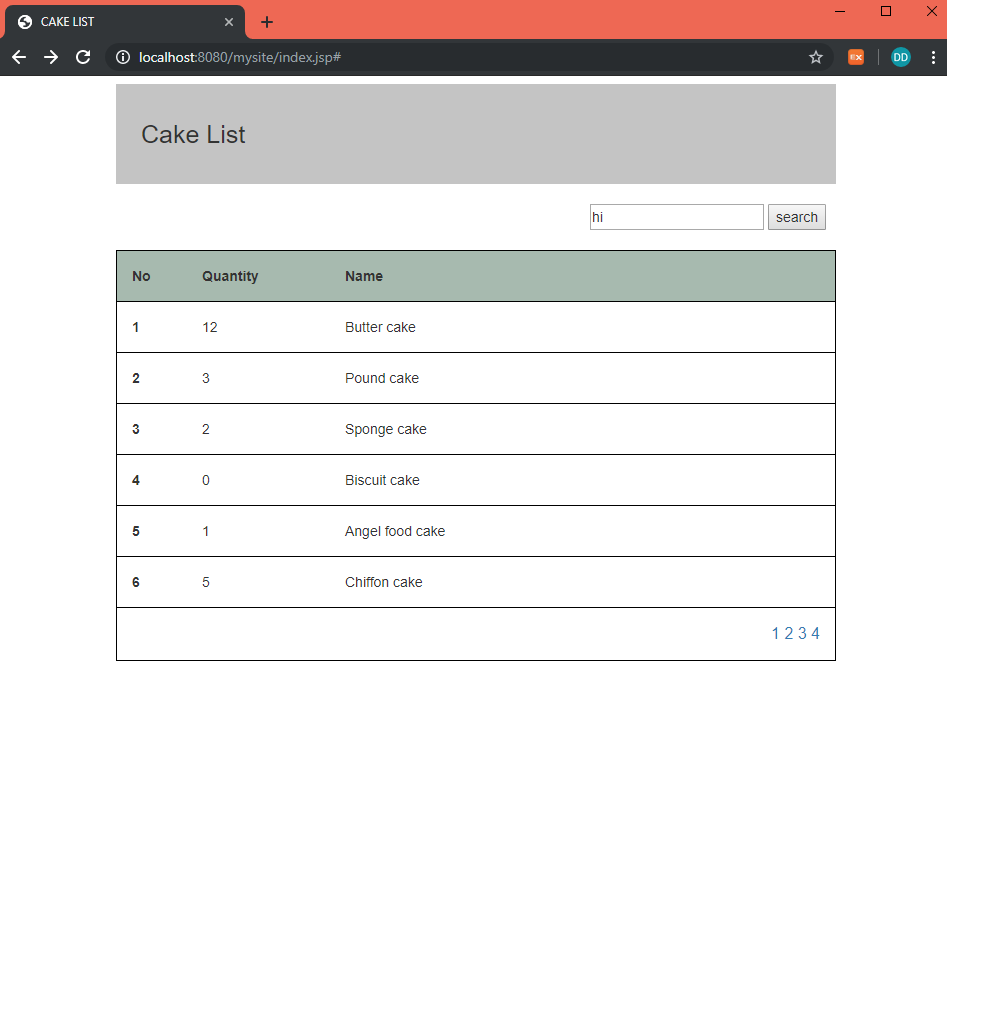 CAKE LIST
localhost:8080/mysite/index.jsp#
EX
DD
Cake List
hi search
No Quantity Name
1 12 Butter cake
2 3 Pound cake
3 2 Sponge cake
4 0 Biscuit cake
5 1 Angel food cake
6 5 Chiffon cake
1 2 3 4